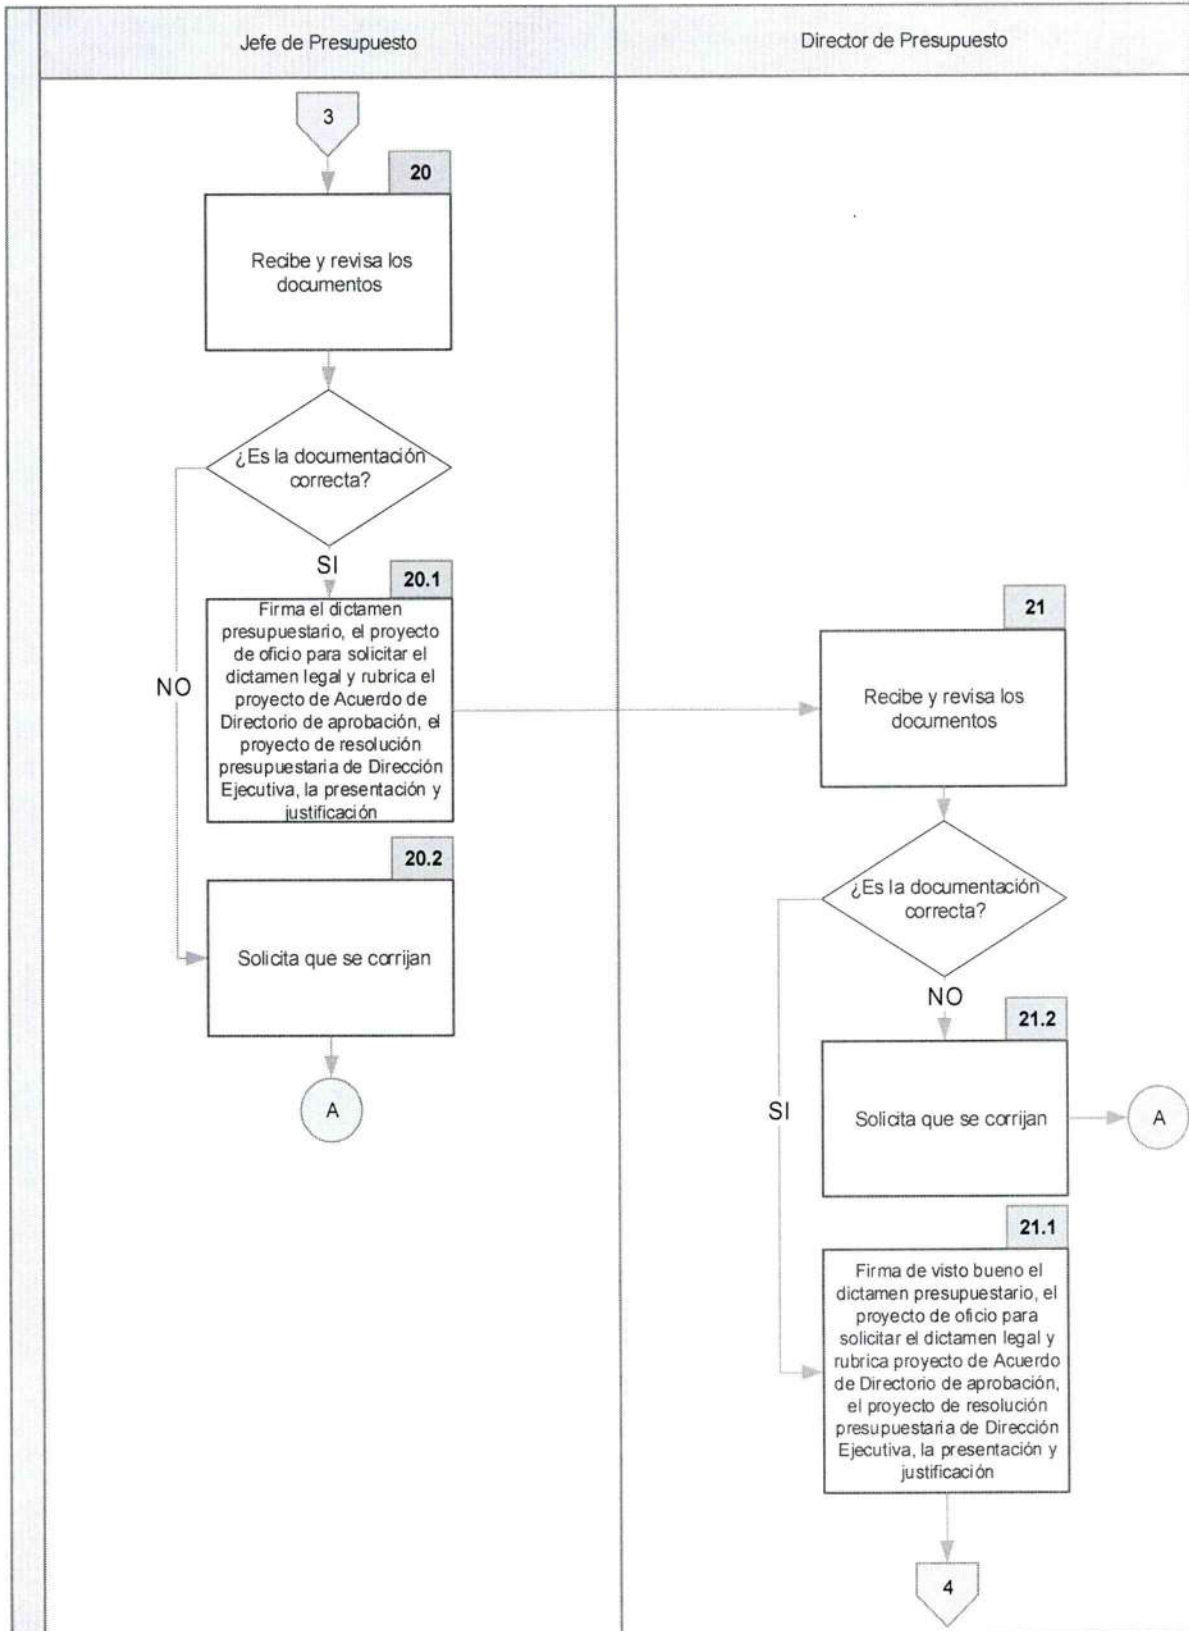 Jefe de Presupuesto
Director de Presupuesto
3
20
Recibe y revisa los
documentos
¿Es la documentación
correcta?
SI
NO
20.1
Firma el dictamen
presupuestario, el proyecto
de oficio para solicitar el
dictamen legal y rubrica el
proyecto de Acuerdo de
Directorio de aprobación, el
proyecto de resolución
presupuestaria de Dirección
Ejecutiva, la presentación y
justificación
20.2
Solicita que se corrijan
A
21
Recibe y revisa los
documentos
¿Es la documentación
correcta?
NO
SI
21.2
Solicita que se corrijan
A
21.1
Firma de visto bueno el
dictamen presupuestario, el
proyecto de oficio para
solicitar el dictamen legal y
rubrica proyecto de Acuerdo
de Directorio de aprobación,
el proyecto de resolución
presupuestaria de Dirección
Ejecutiva, la presentación y
justificación
4